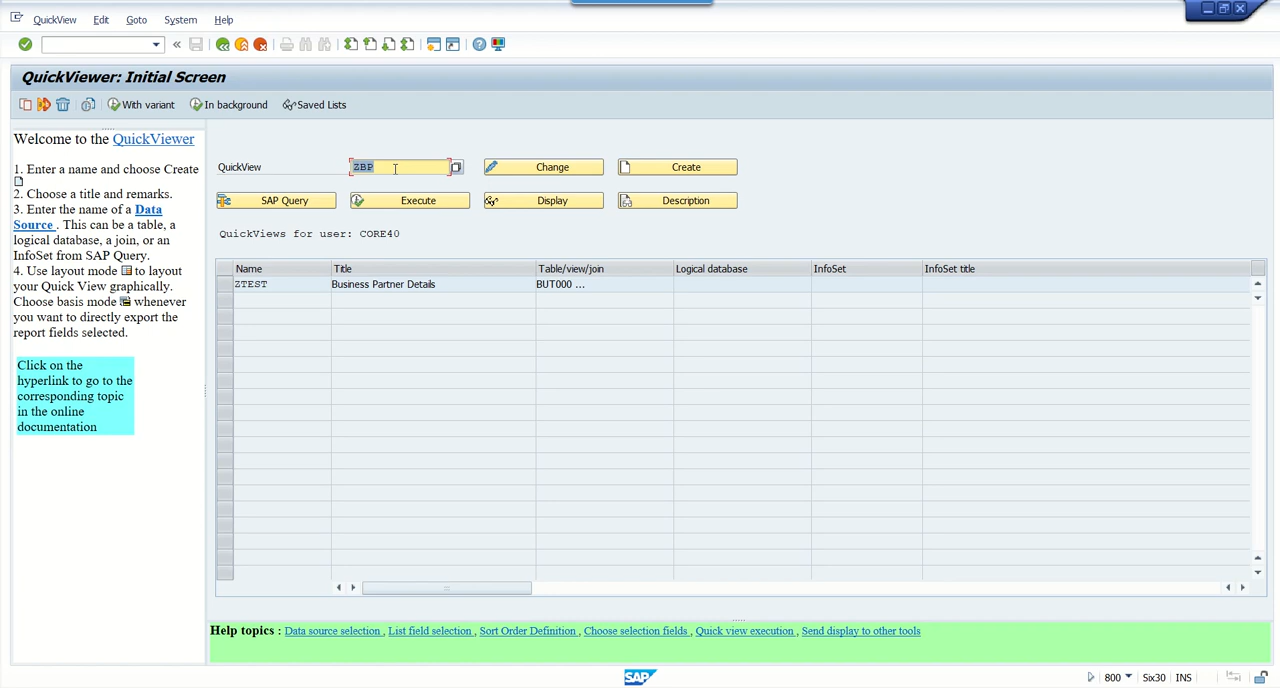 QuickView Edit Goto System Help
QuickViewer: Initial Screen
With variant In background Saved Lists
Welcome to the QuickViewer
1. Enter a name and choose Create
2. Choose a title and remarks.
3. Enter the name of a Data
Source . This can be a table, a
logical database, a join, or an
InfoSet from SAP Query.
4. Use layout mode to layout
your Quick View graphically.
Choose basis mode whenever
you want to directly export the
report fields selected.
Click on the
hyperlink to go to the
corresponding topic
in the online
documentation
QuickView ZBP Change Create
SAP Query Execute Display Description
QuickViews for user: CORE40
Name Title Table/view/join Logical database InfoSet InfoSet title
ZTEST Business Partner Details BUT000 ...
Help topics : Data source selection , List field selection , Sort Order Definition , Choose selection fields , Quick view execution , Send display to other tools
SAP 800 Six30 INS